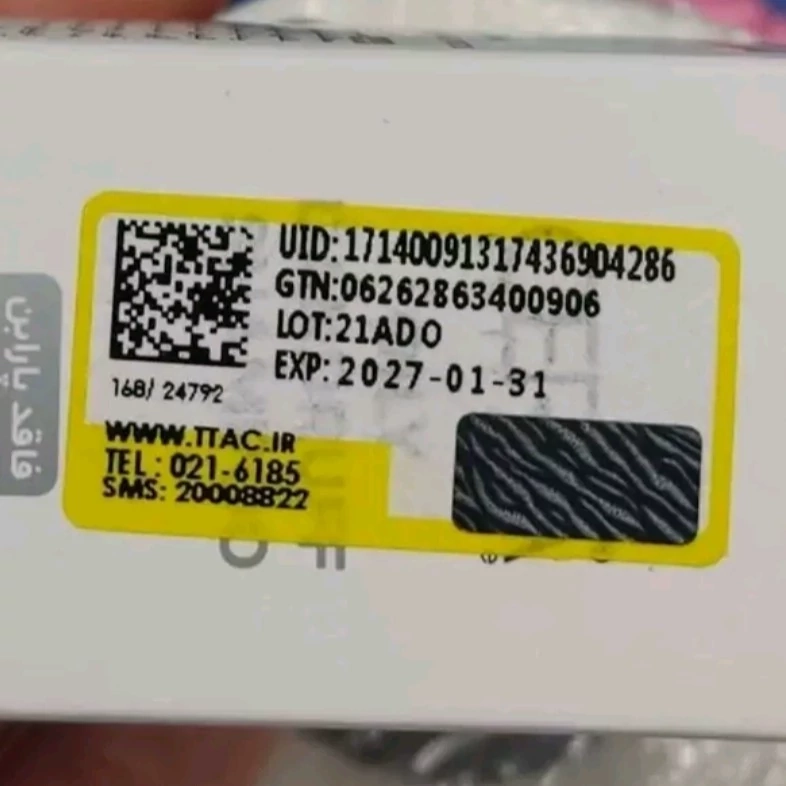 UID:17140091317436904286
GTN:06262863400906
LOT:21ADO
EXP:2027-01-31
168/ 24792
WWW.TTAC.IR
TEL : 021-6185
SMS: 20008822
فاقد پارابن